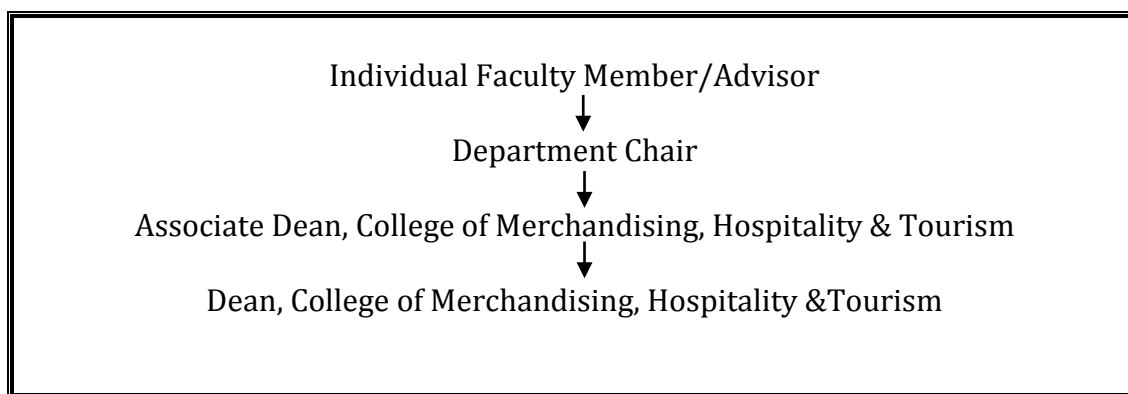 Individual Faculty Member/Advisor
Department Chair
Associate Dean, College of Merchandising, Hospitality & Tourism
Dean, College of Merchandising, Hospitality &Tourism